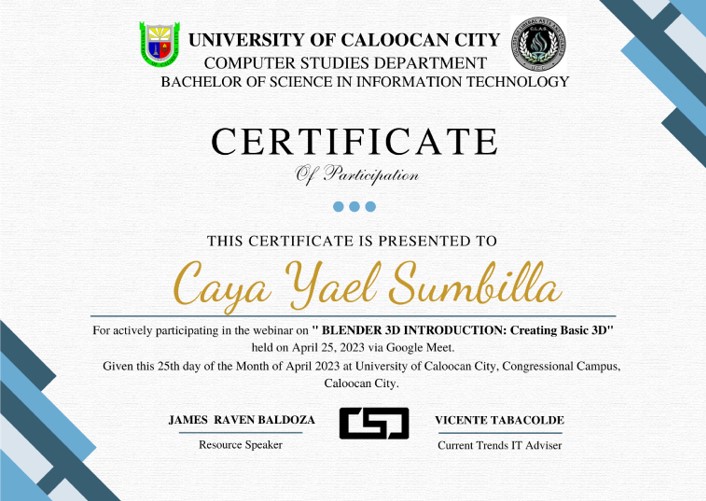 UNIVERSITY OF CALOOCAN CITY
COMPUTER STUDIES DEPARTMENT
BACHELOR OF SCIENCE IN INFORMATION TECHNOLOGY
CERTIFICATE
Of Participation
THIS CERTIFICATE IS PRESENTED TO
Caya Yael Sumbilla
For actively participating in the webinar on " BLENDER 3D INTRODUCTION: Creating Basic 3D"
held on April 25, 2023 via Google Meet.
Given this 25th day of the Month of April 2023 at University of Caloocan City, Congressional Campus,
Caloocan City.
JAMES RAVEN BALDOZA
CSD
VICENTE TABACOLDE
Resource Speaker
Current Trends IT Adviser